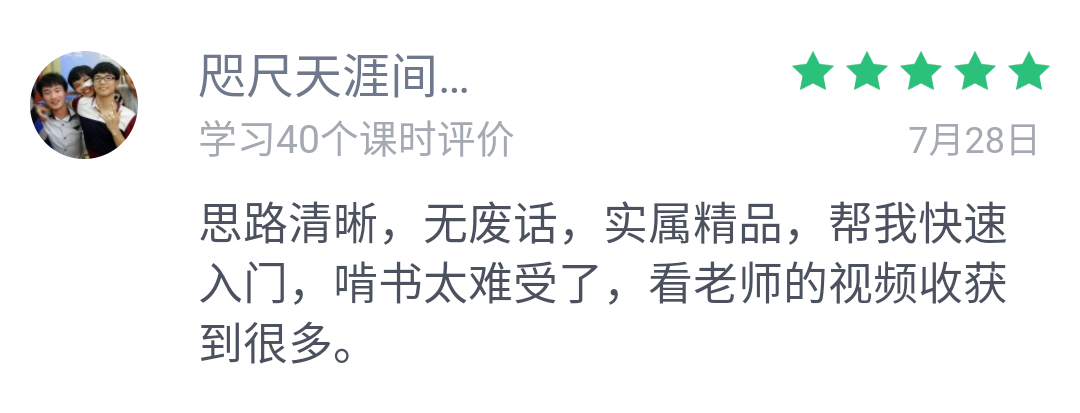 咫尺天涯间...
学习40个课时评价
7月28日
思路清晰，无废话，实属精品，帮我快速
入门，啃书太难受了，看老师的视频收获
到很多。